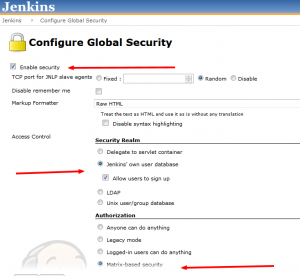 Jenkins
Jenkins Configure Global Security
Configure Global Security
Enable security
TCP port for JNLP slave agents Fixed : Random Disable
Disable remember me
Markup Formatter Raw HTML
Treat the text as HTML and use it as is without any translation
Disable syntax highlighting
Access Control Security Realm
Delegate to servlet container
Jenkins' own user database
Allow users to sign up
LDAP
Unix user/group database
Authorization
Anyone can do anything
Legacy mode
Logged-in users can do anything
Matrix-based security